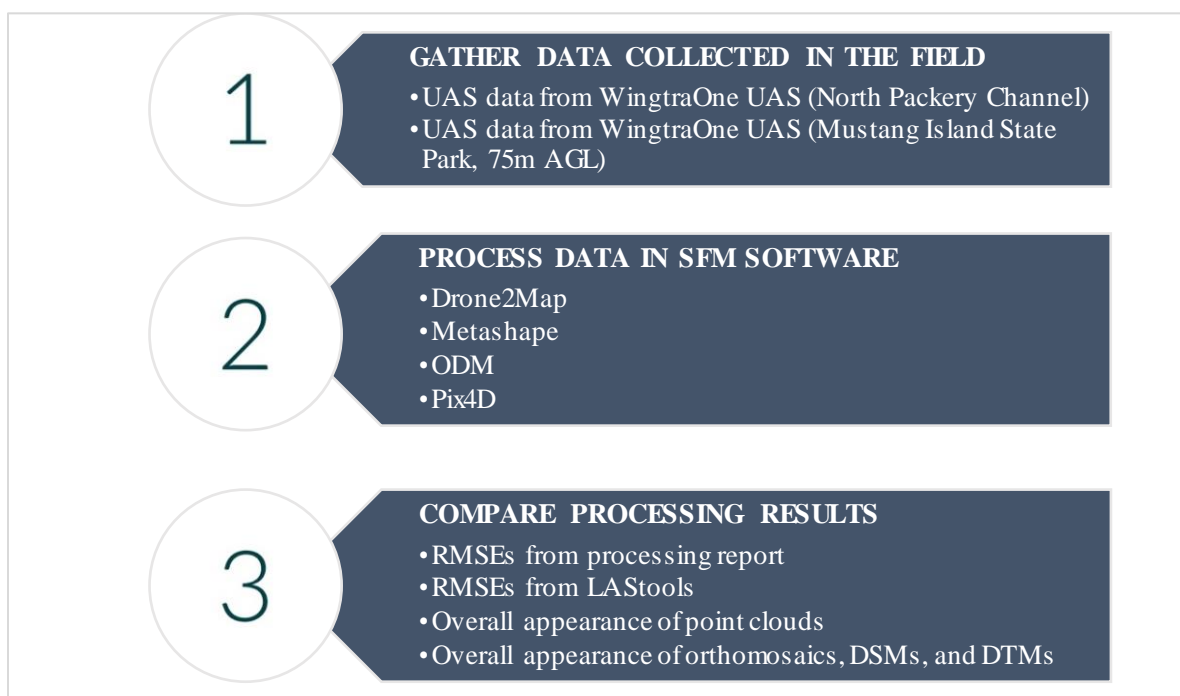 1
GATHER DATA COLLECTED IN THE FIELD
•UAS data from WingtraOne UAS (North Packery Channel)
•UAS data from WingtraOne UAS (Mustang Island State
Park, 75m AGL)
2
PROCESS DATA IN SFM SOFTWARE
•Drone2Map
•Metashape
•ODM
•Pix4D
3
COMPARE PROCESSING RESULTS
•RMSEs from processing report
•RMSEs from LAStools
•Overall appearance of point clouds
•Overall appearance of orthomosaics, DSMs, and DTMs